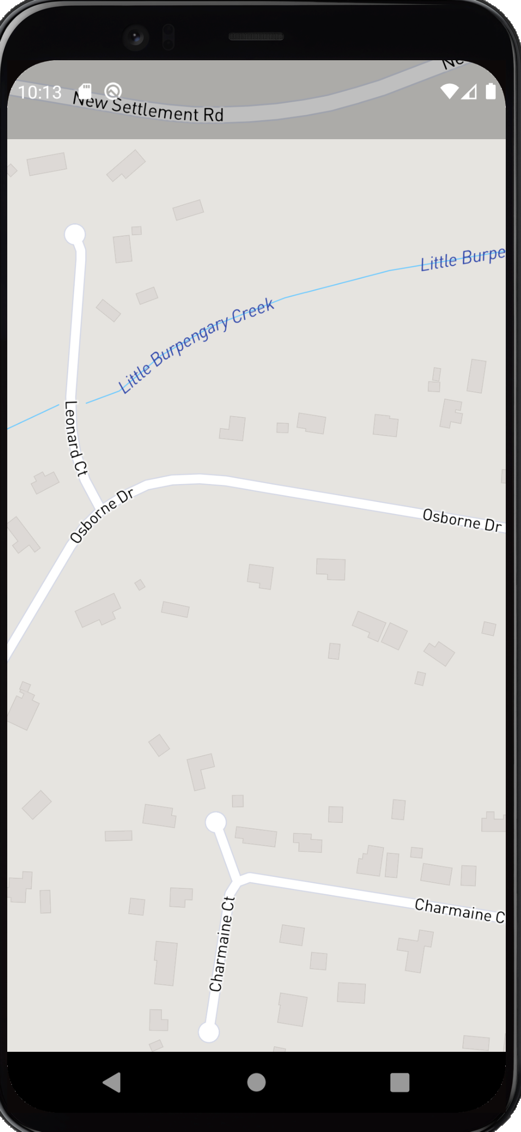 10:13
New Settlement Rd
Little Burpe
Little Burpengary Creek
Leonard Ct
Osborne Dr
Osborne Dr
Charmaine C
Charmaine Ct